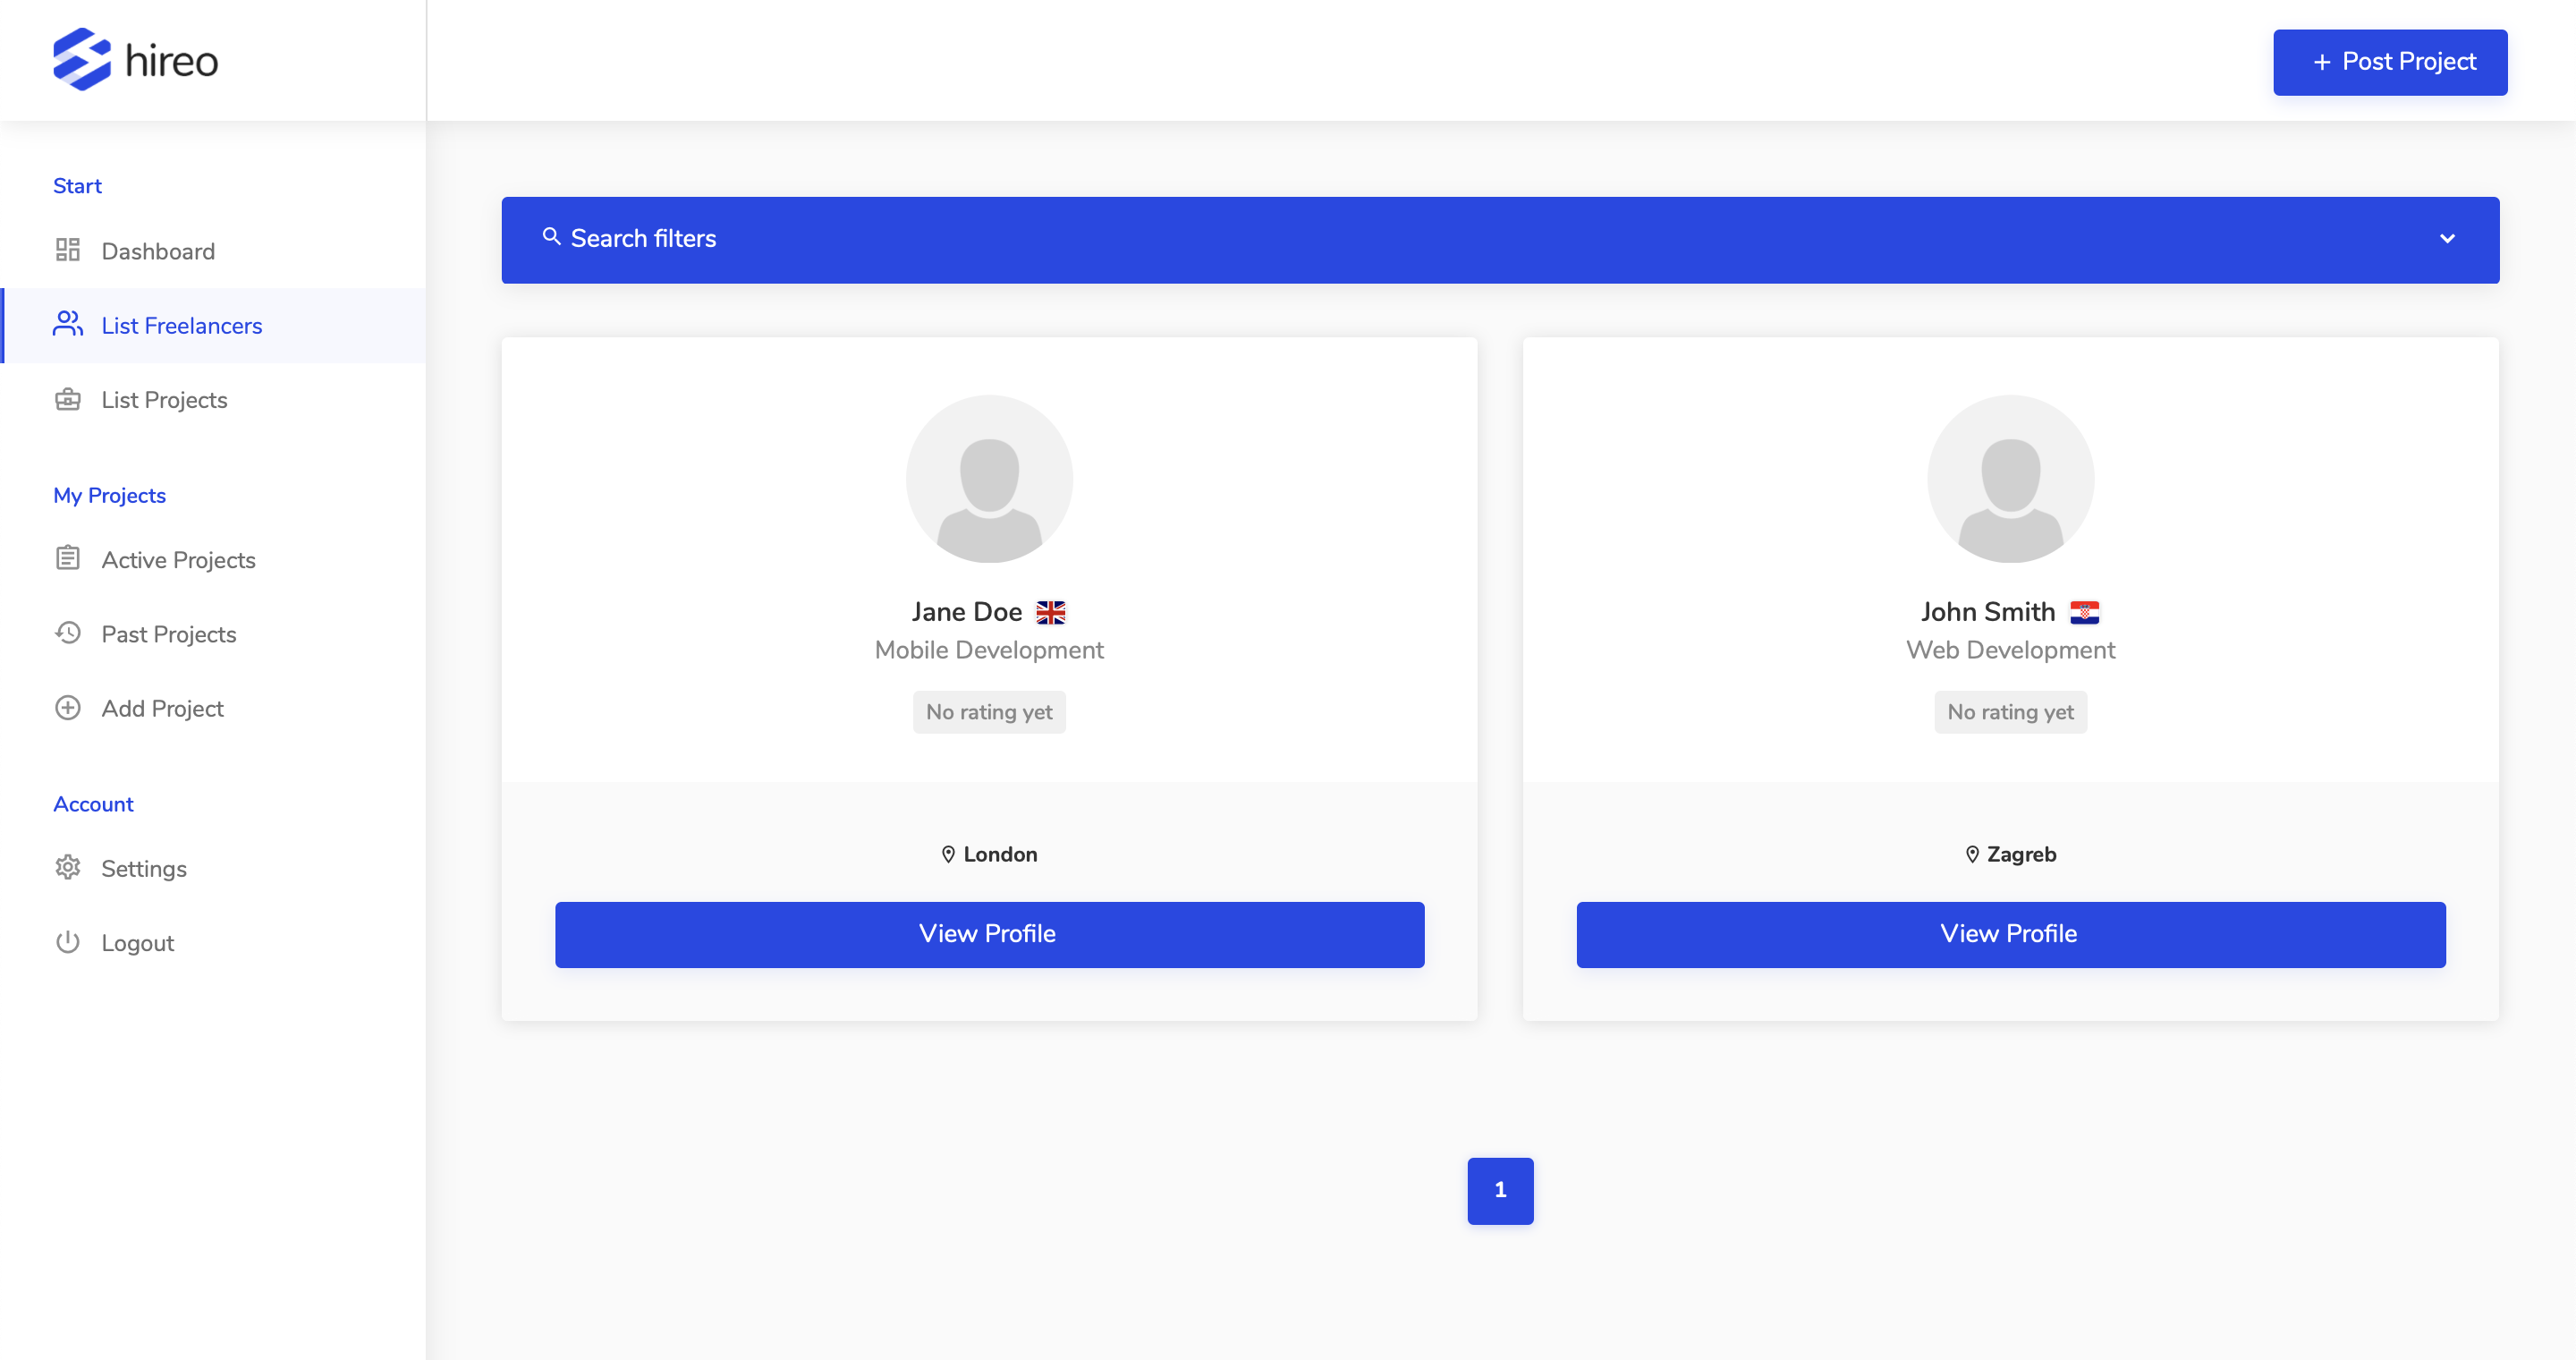 hireo
+ Post Project
Start
Dashboard
List Freelancers
List Projects
My Projects
Active Projects
Past Projects
Add Project
Account
Settings
Logout
Search filters
Jane Doe
Mobile Development
No rating yet
London
View Profile
John Smith
Web Development
No rating yet
Zagreb
View Profile
1